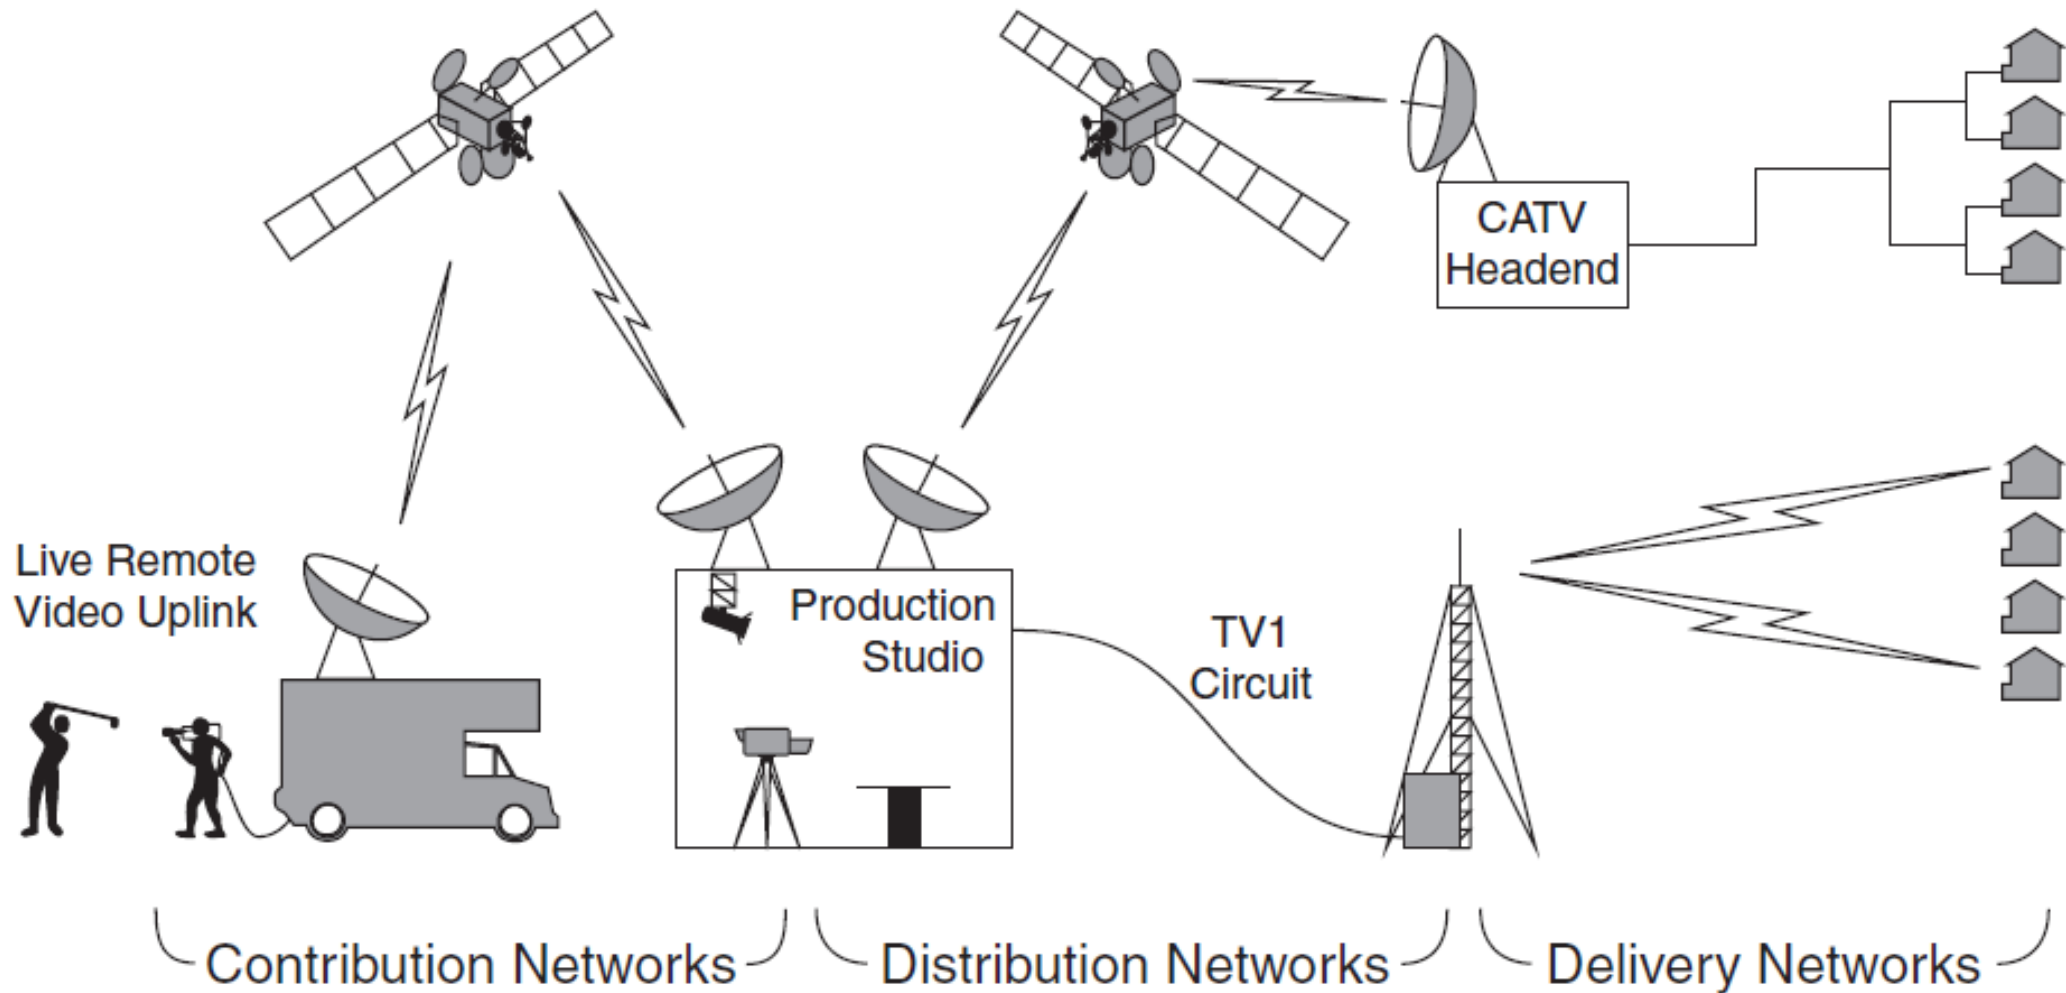 CATV
Headend
Live Remote
Video Uplink
Production
Studio
TV1
Circuit
Contribution Networks
Distribution Networks
Delivery Networks